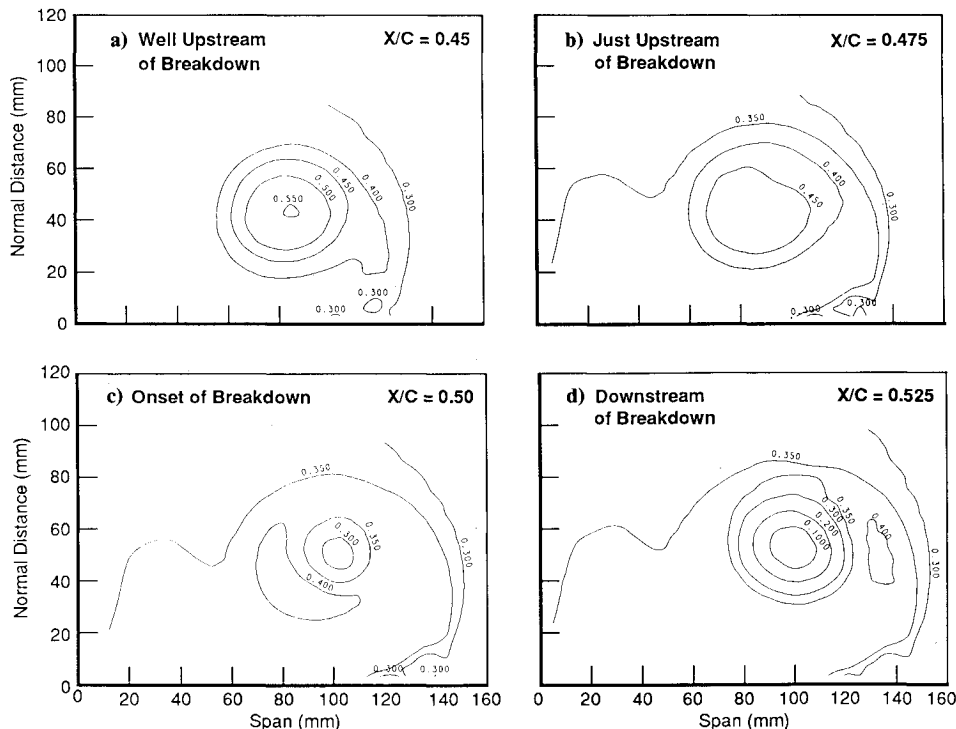 a) Well Upstream
of Breakdown
X/C = 0.45
120
100
80
60
40
20
0
Normal Distance (mm)
0.550
0.500
0.450
0.400
0.300
0.300
0.300
b) Just Upstream
of Breakdown
X/C = 0.475
0.350
0.400
0.450
0.300
0.300
0.300
c) Onset of Breakdown
X/C = 0.50
120
100
80
60
40
20
0
Normal Distance (mm)
0.350
0.300
0.350
0.400
0.300
0.300
0.300
0 20 40 60 80 100 120 140 160
Span (mm)
d) Downstream
of Breakdown
X/C = 0.525
0.350
0.350
0.300
0.200
0.1000
0.400
0.300
0 20 40 60 80 100 120 140 160
Span (mm)